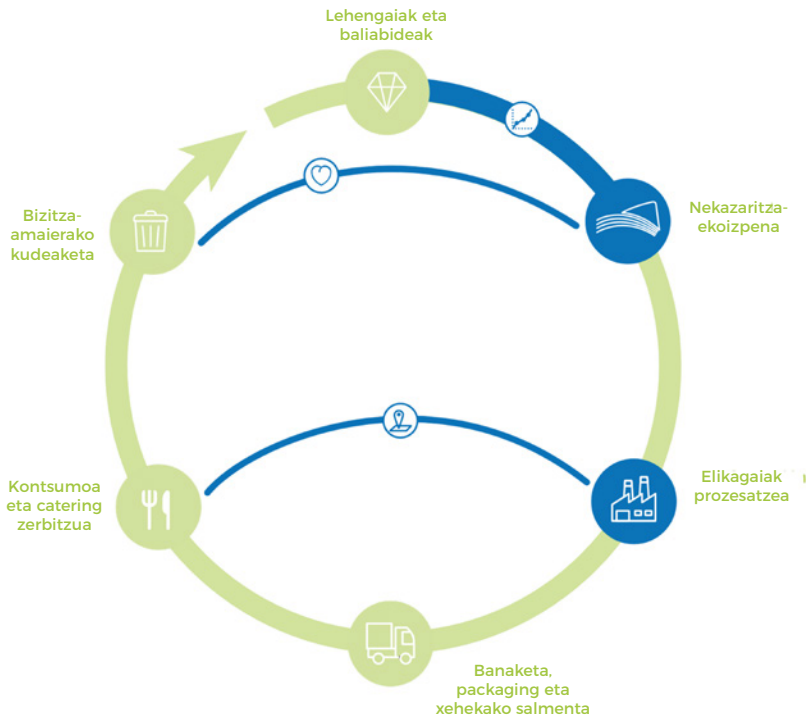 Lehengaiak eta
baliabideak
Nekazaritza-
ekoizpena
Elikagaiak
prozesatzea
Banaketa,
packaging eta
xehekako salmenta
Kontsumoa
eta catering
zerbitzua
Bizitza-
amaierako
kudeaketa